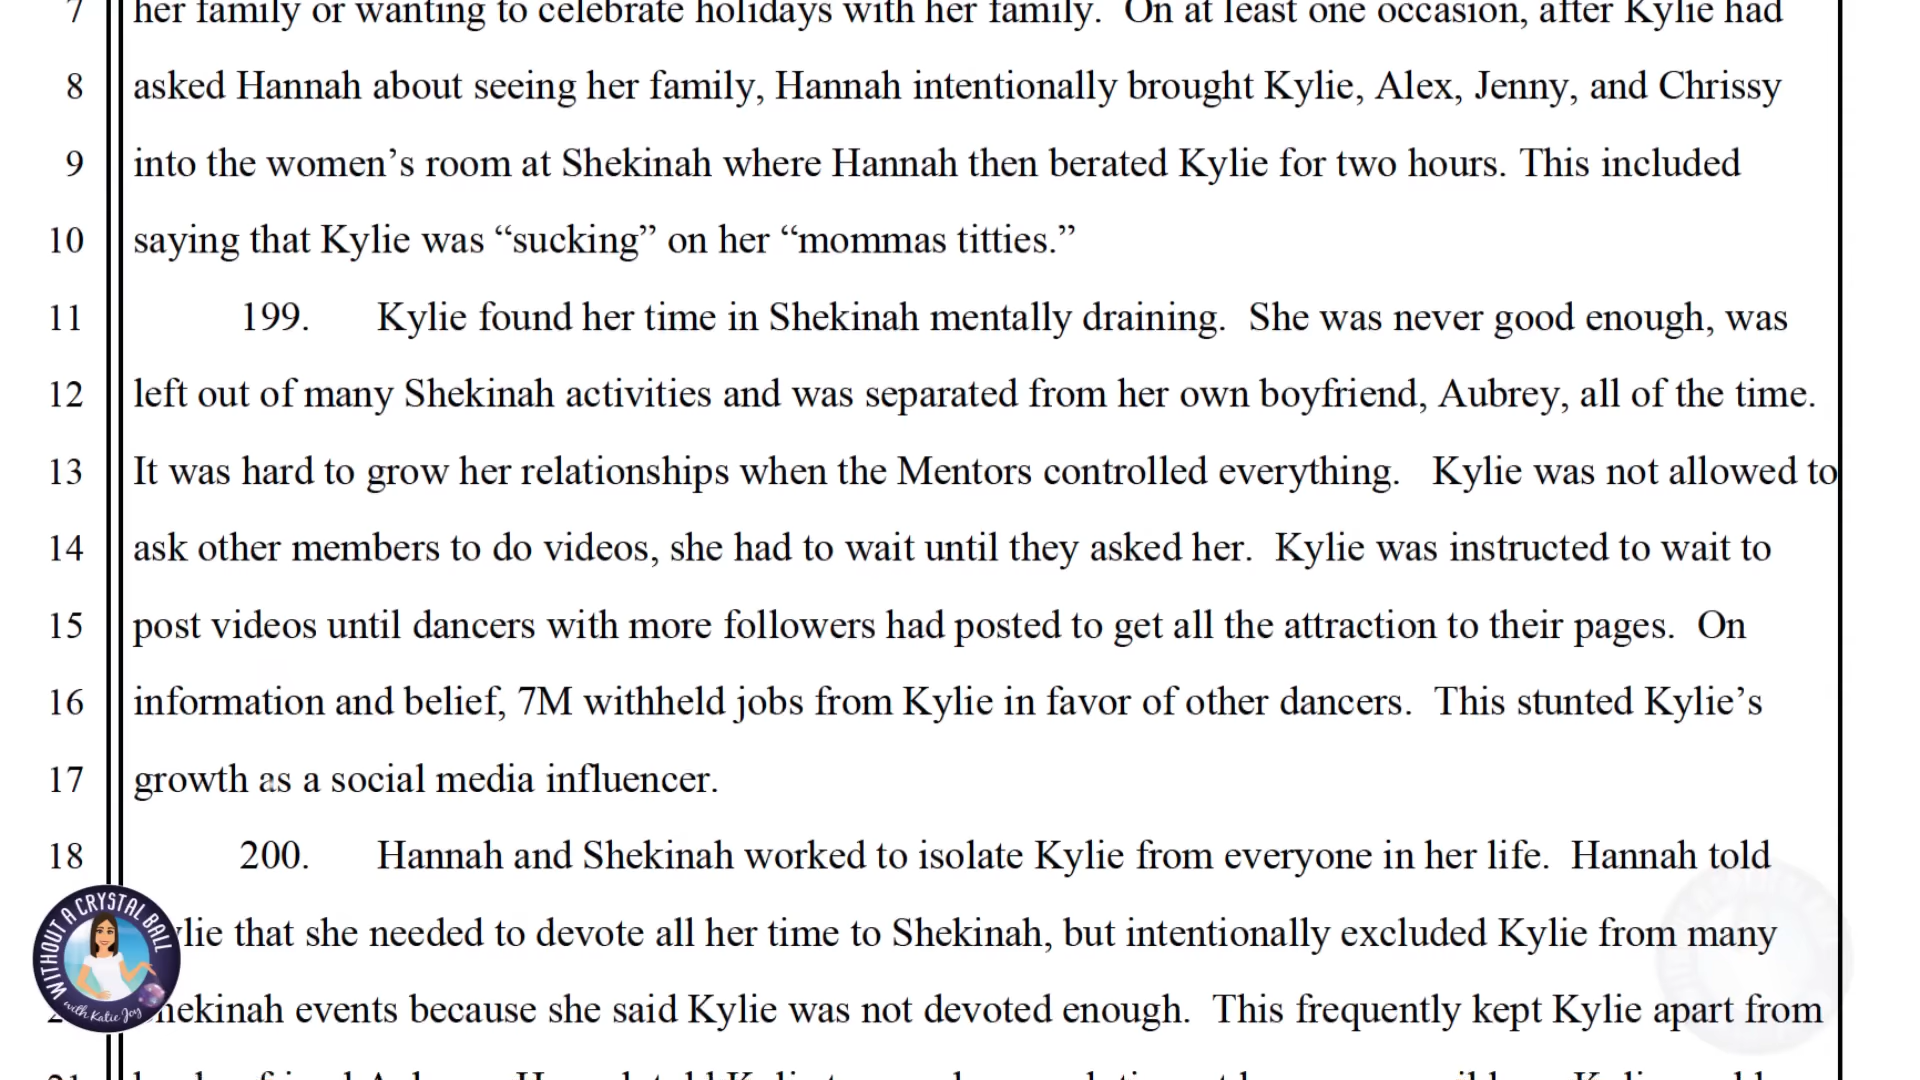 7 her family or wanting to celebrate holidays with her family. On at least one occasion, after Kylie had
8 asked Hannah about seeing her family, Hannah intentionally brought Kylie, Alex, Jenny, and Chrissy
9 into the women’s room at Shekinah where Hannah then berated Kylie for two hours. This included
10 saying that Kylie was “sucking” on her “mommas titties.”
11 199. Kylie found her time in Shekinah mentally draining. She was never good enough, was
12 left out of many Shekinah activities and was separated from her own boyfriend, Aubrey, all of the time.
13 It was hard to grow her relationships when the Mentors controlled everything. Kylie was not allowed to
14 ask other members to do videos, she had to wait until they asked her. Kylie was instructed to wait to
15 post videos until dancers with more followers had posted to get all the attraction to their pages. On
16 information and belief, 7M withheld jobs from Kylie in favor of other dancers. This stunted Kylie’s
17 growth as a social media influencer.
18 200. Hannah and Shekinah worked to isolate Kylie from everyone in her life. Hannah told
that she needed to devote all her time to Shekinah, but intentionally excluded Kylie from many
events because she said Kylie was not devoted enough. This frequently kept Kylie apart from
WITHOUT A CRYSTAL BALL
with Katie Joy